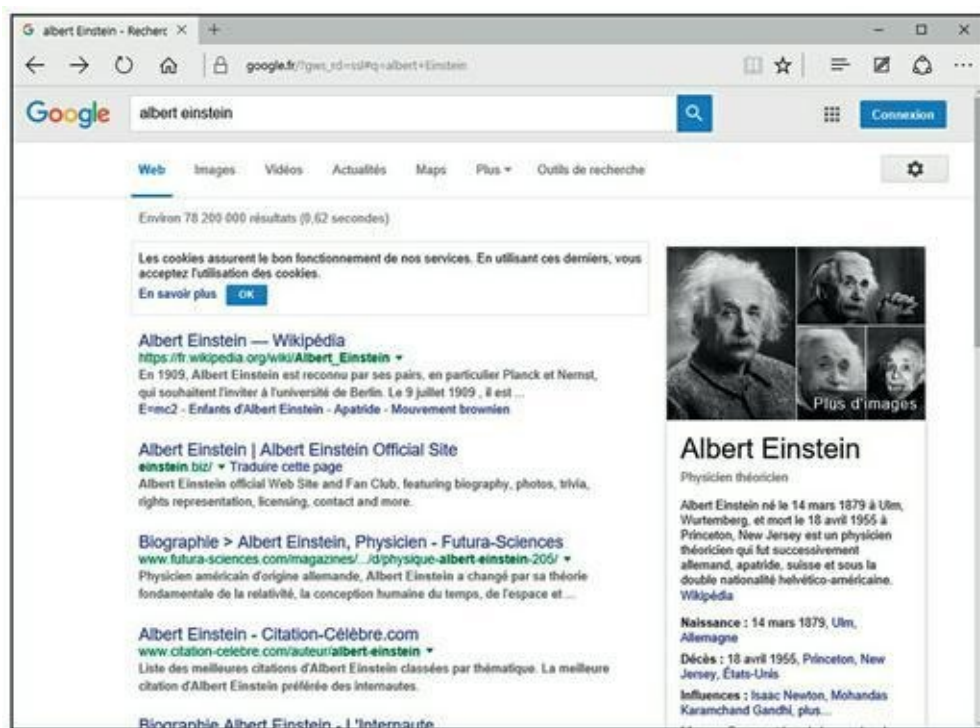 albert Einstein - Recherc
google.fr/?gws_rd=ssl#q=albert+Einstein
Google
albert einstein
Connexion
Web Images Vidéos Actualités Maps Plus Outils de recherche
Environ 78 200 000 résultats (0,62 secondes)
Les cookies assurent le bon fonctionnement de nos services. En utilisant ces derniers, vous
acceptez l'utilisation des cookies.
En savoir plus OK
Albert Einstein — Wikipédia
https://fr.wikipedia.org/wiki/Albert_Einstein
En 1909, Albert Einstein est reconnu par ses pairs, en particulier Planck et Nernst,
qui souhaitent l'inviter à l'université de Berlin. Le 9 juillet 1909 , il est ...
E=mc2 - Enfants d'Albert Einstein - Apatride - Mouvement brownien
Albert Einstein | Albert Einstein Official Site
einstein.biz/ Traduire cette page
Albert Einstein official Web Site and Fan Club, featuring biography, photos, trivia,
rights representation, licensing, contact and more.
Biographie > Albert Einstein, Physicien - Futura-Sciences
www.futura-sciences.com/magazines/.../d/physique-albert-einstein-205/
Physicien américain d'origine allemande, Albert Einstein a changé par sa théorie
fondamentale de la relativité, la conception humaine du temps, de l'espace et ...
Albert Einstein - Citation-Célèbre.com
www.citation-celebre.com/auteur/albert-einstein
Liste des meilleures citations d'Albert Einstein classées par thématique. La meilleure
citation d'Albert Einstein préférée des internautes.
Biographie Albert Einstein - L'Internaute
Plus d'images
Albert Einstein
Physicien théoricien
Albert Einstein né le 14 mars 1879 à Ulm,
Wurtemberg, et mort le 18 avril 1955 à
Princeton, New Jersey est un physicien
théoricien qui fut successivement
allemand, apatride, suisse et sous la
double nationalité helvético-américaine.
Wikipédia
Naissance : 14 mars 1879, Ulm,
Allemagne
Décès : 18 avril 1955, Princeton, New
Jersey, États-Unis
Influences : Isaac Newton, Mohandas
Karamchand Gandhi, plus...